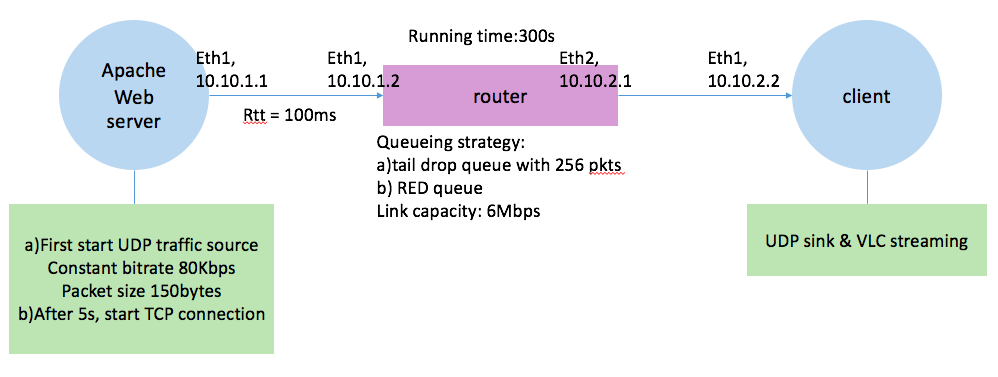 Running time:300s
Apache
Web
server
Eth1,
10.10.1.1
Eth1,
10.10.1.2
Rtt = 100ms
router
Eth2,
10.10.2.1
Eth1,
10.10.2.2
client
Queueing strategy:
a)tail drop queue with 256 pkts
b) RED queue
Link capacity: 6Mbps
a)First start UDP traffic source
Constant bitrate 80Kbps
Packet size 150bytes
b)After 5s, start TCP connection
UDP sink & VLC streaming